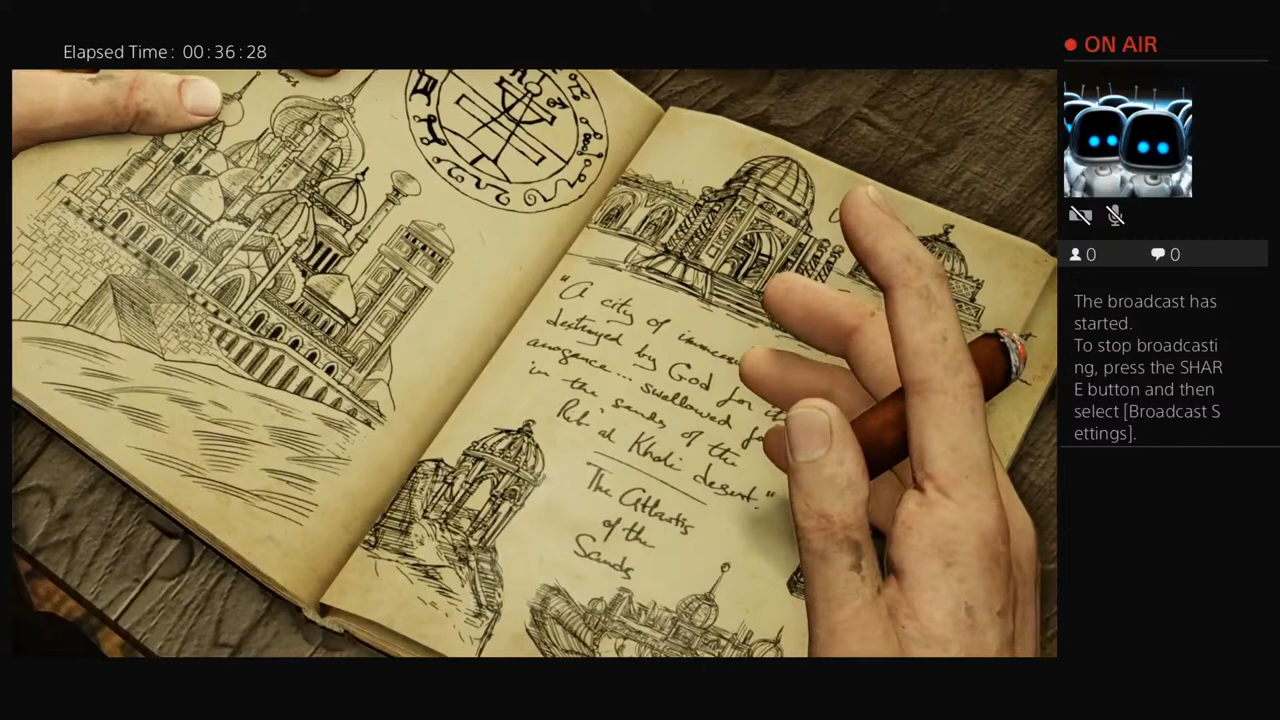 Elapsed Time: 00:36:28
ON AIR
0 0
The broadcast has
started.
To stop broadcasti
ng, press the SHAR
E button and then
select [Broadcast S
ettings].
"A city of
destroyed by God for
arrogance... swallowed
in the sands of the
Rub' al Khali desert."
The Atlantis
of the
Sands